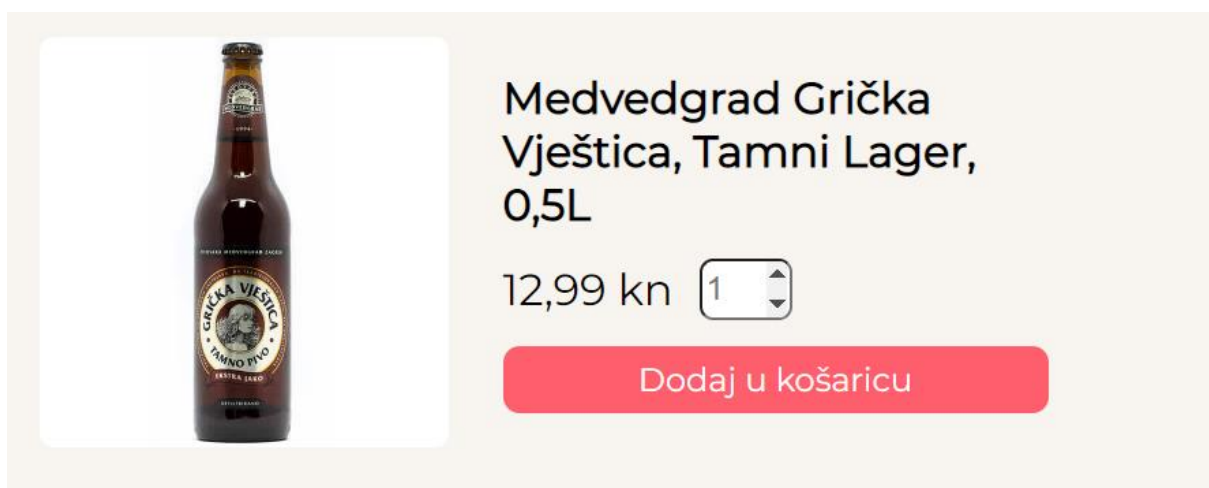 Medvedgrad Grička
Vještica, Tamni Lager,
0,5L
12,99 kn 1
Dodaj u košaricu
GRIČKA VJEŠTICA
TAMNO PIVO
EKSTRA JAKO